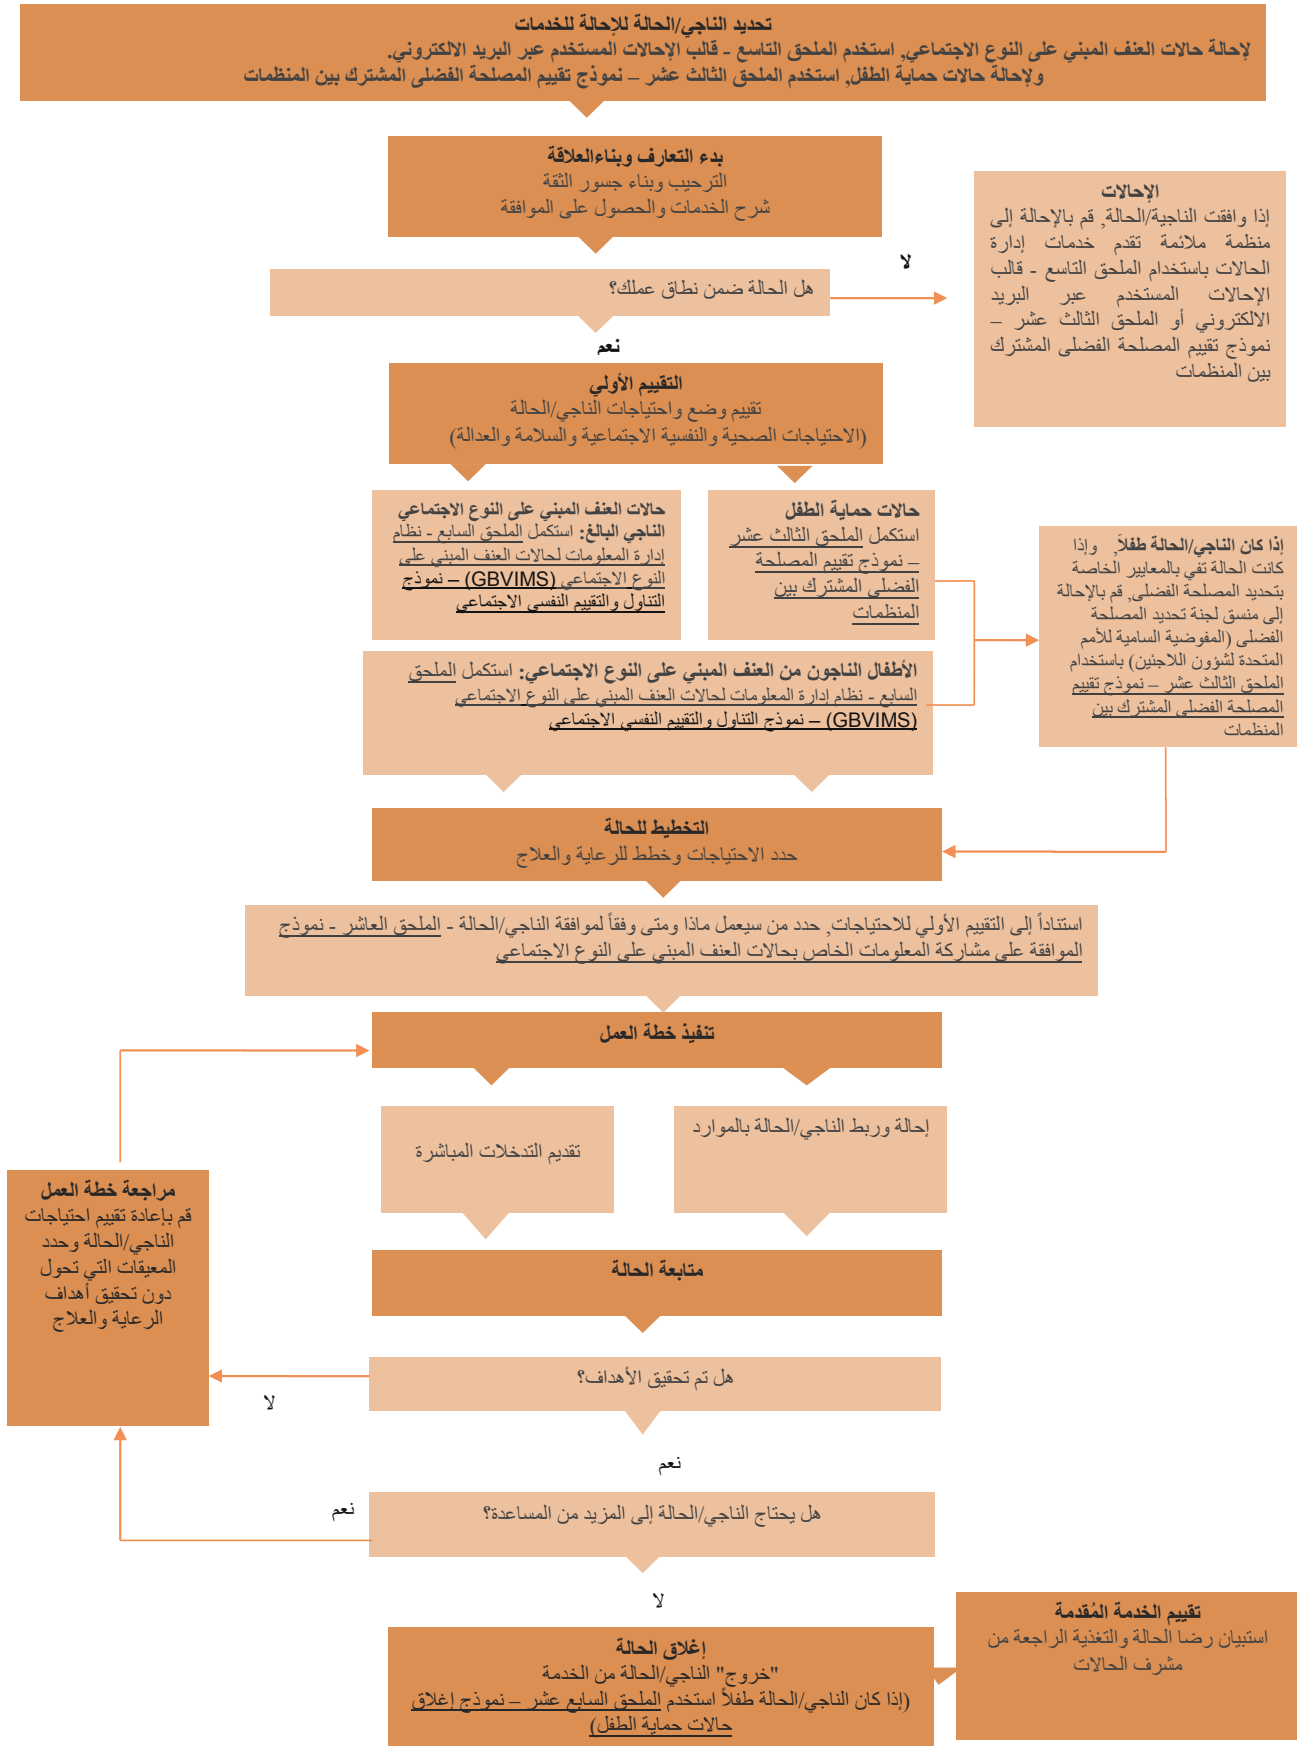 تحديد الناجي/الحالة للإحالة للخدمات
لإحالة حالات العنف المبني على النوع الاجتماعي, استخدم الملحق التاسع - قالب الإحالات المستخدم عبر البريد الالكتروني.
ولإحالة حالات حماية الطفل, استخدم الملحق الثالث عشر – نموذج تقييم المصلحة الفضلى المشترك بين المنظمات
بدء التعارف وبناءالعلاقة
الترحيب وبناء جسور الثقة
شرح الخدمات والحصول على الموافقة
الإحالات
إذا وافقت الناجية/الحالة, قم بالإحالة إلى
منظمة ملائمة تقدم خدمات إدارة
الحالات باستخدام الملحق التاسع - قالب
الإحالات المستخدم عبر البريد
الالكتروني أو الملحق الثالث عشر –
نموذج تقييم المصلحة الفضلى المشترك
بين المنظمات
لا
هل الحالة ضمن نطاق عملك؟
نعم
التقييم الأولي
تقييم وضع واحتياجات الناجي/الحالة
(الاحتياجات الصحية والنفسية الاجتماعية والسلامة والعدالة)
حالات حماية الطفل
استكمل الملحق الثالث عشر
– نموذج تقييم المصلحة
الفضلى المشترك بين
المنظمات
حالات العنف المبني على النوع الاجتماعي
الناجي البالغ: استكمل الملحق السابع - نظام
إدارة المعلومات لحالات العنف المبني على
النوع الاجتماعي (GBVIMS) – نموذج
التناول والتقييم النفسي الاجتماعي
إذا كان الناجي/الحالة طفلاً, وإذا
كانت الحالة تفي بالمعايير الخاصة
بتحديد المصلحة الفضلى, قم بالإحالة
إلى منسق لجنة تحديد المصلحة
الفضلى (المفوضية السامية للأمم
المتحدة لشؤون اللاجئين) باستخدام
الملحق الثالث عشر – نموذج تقييم
المصلحة الفضلى المشترك بين
المنظمات
الأطفال الناجون من العنف المبني على النوع الاجتماعي: استكمل الملحق
السابع - نظام إدارة المعلومات لحالات العنف المبني على النوع الاجتماعي
(GBVIMS) – نموذج التناول والتقييم النفسي الاجتماعي
التخطيط للحالة
حدد الاحتياجات وخطط للرعاية والعلاج
استناداً إلى التقييم الأولي للاحتياجات, حدد من سيعمل ماذا ومتى وفقاً لموافقة الناجي/الحالة - الملحق العاشر - نموذج
الموافقة على مشاركة المعلومات الخاص بحالات العنف المبني على النوع الاجتماعي
تنفيذ خطة العمل
إحالة وربط الناجي/الحالة بالموارد
تقديم التدخلات المباشرة
مراجعة خطة العمل
قم بإعادة تقييم احتياجات
الناجي/الحالة وحدد
المعيقات التي تحول
دون تحقيق أهداف
الرعاية والعلاج
متابعة الحالة
هل تم تحقيق الأهداف؟
لا
نعم
هل يحتاج الناجي/الحالة إلى المزيد من المساعدة؟
نعم
لا
إغلاق الحالة
"خروج" الناجي/الحالة من الخدمة
(إذا كان الناجي/الحالة طفلاً استخدم الملحق السابع عشر – نموذج إغلاق
حالات حماية الطفل)
تقييم الخدمة المُقدمة
استبيان رضا الحالة والتغذية الراجعة من
مشرف الحالات